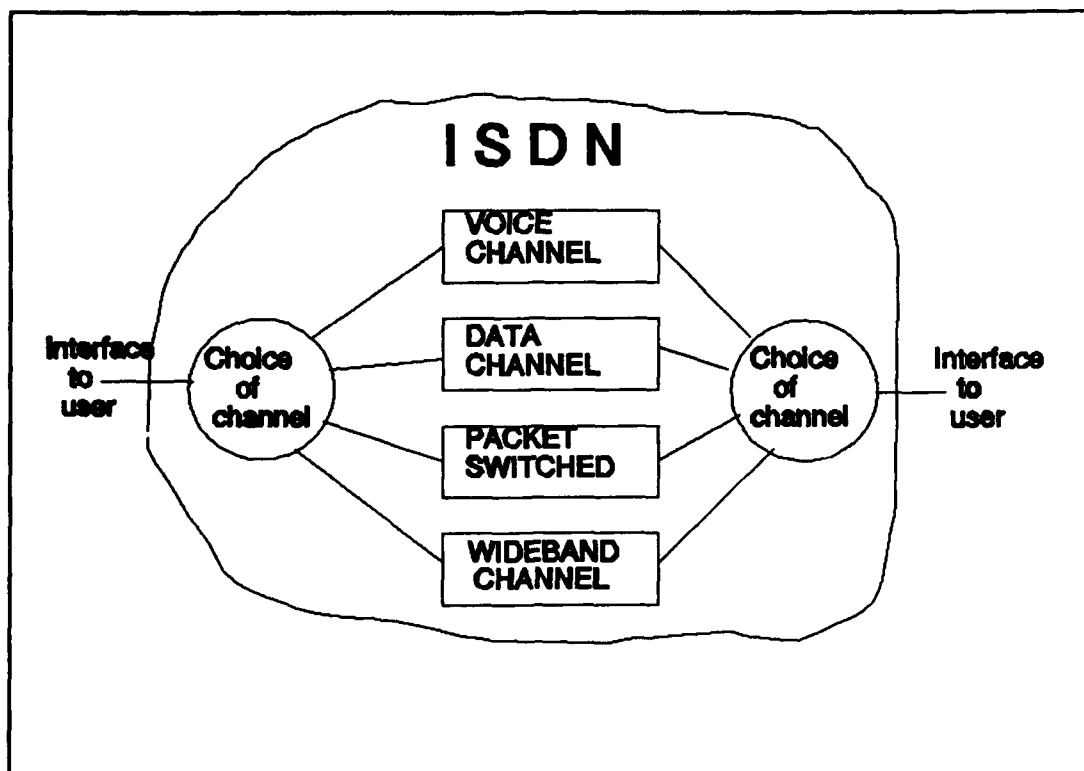 I S D N
VOICE
CHANNEL
DATA
CHANNEL
PACKET
SWITCHED
WIDEBAND
CHANNEL
Interface
to
user
Choice
of
channel
Choice
of
channel
Interface
to
user